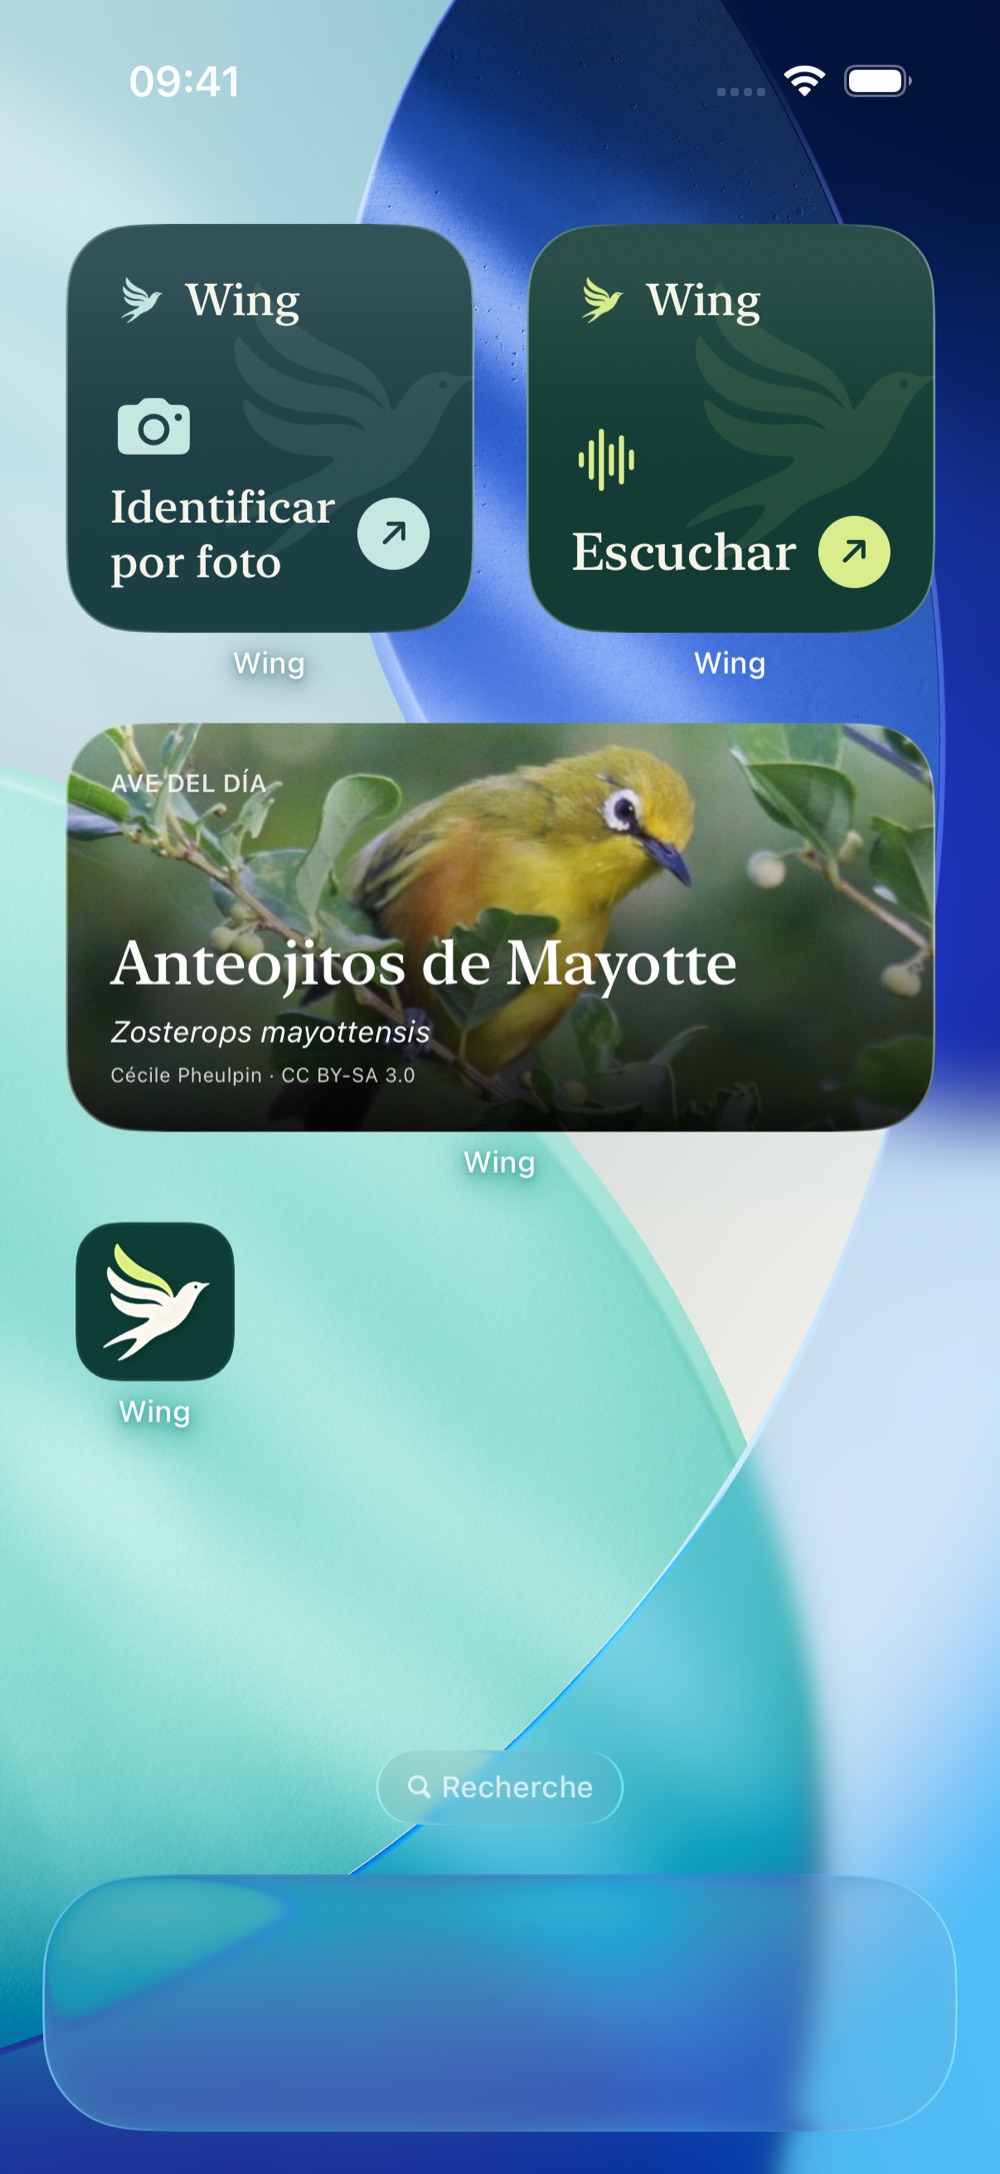 09:41
Wing
Identificar
por foto
Wing
Wing
Escuchar
Wing
AVE DEL DÍA
Anteojitos de Mayotte
Zosterops mayottensis
Cécile Pheulpin · CC BY-SA 3.0
Wing
Wing
Recherche